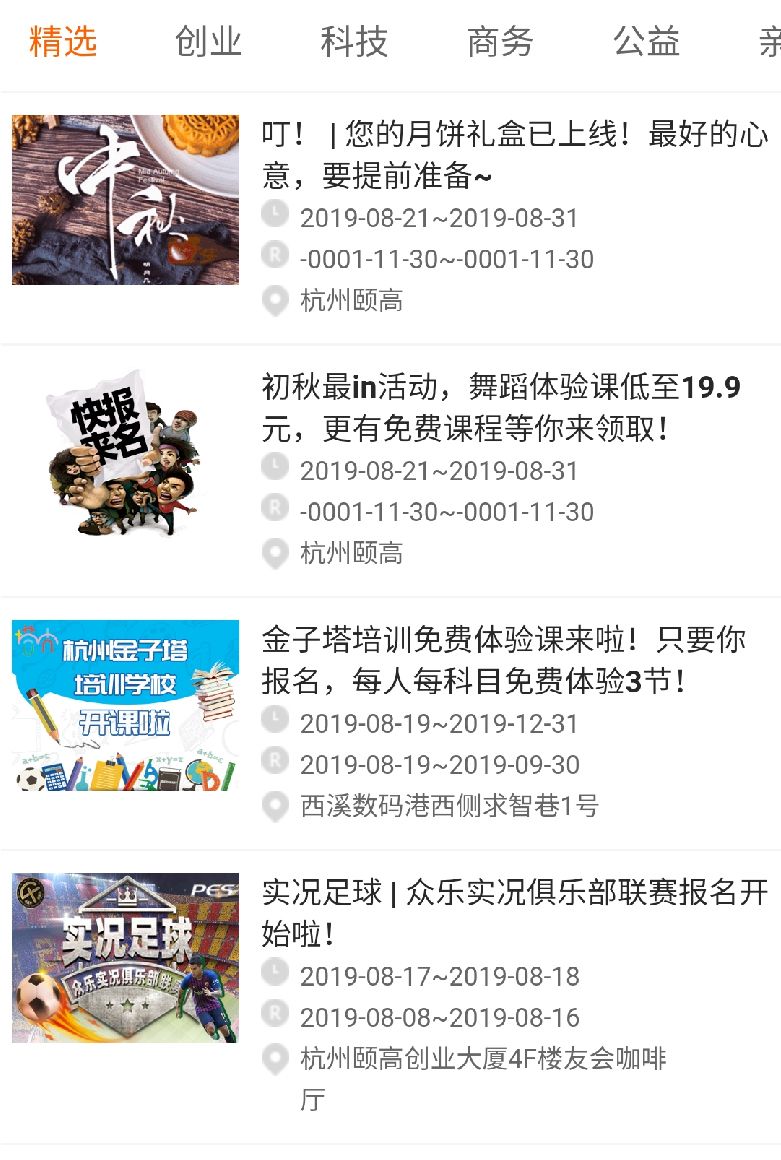 精选 创业 科技 商务 公益
中秋
Mid Autumn
Festival
叮！ | 您的月饼礼盒已上线！最好的心
意，要提前准备~
2019-08-21~2019-08-31
R -0001-11-30~-0001-11-30
杭州颐高
快报
来名
初秋最in活动，舞蹈体验课低至19.9
元，更有免费课程等你来领取！
2019-08-21~2019-08-31
R -0001-11-30~-0001-11-30
杭州颐高
杭州金子塔
培训学校
开课啦
a+b=c
x+y=z
a+b=c
金子塔培训免费体验课来啦！只要你
报名，每人每科目免费体验3节！
2019-08-19~2019-12-31
R 2019-08-19~2019-09-30
西溪数码港西侧求智巷1号
PES
实况足球
众乐实况俱乐部联赛
实况足球 | 众乐实况俱乐部联赛报名开
始啦！
2019-08-17~2019-08-18
R 2019-08-08~2019-08-16
杭州颐高创业大厦4F楼友会咖啡
厅